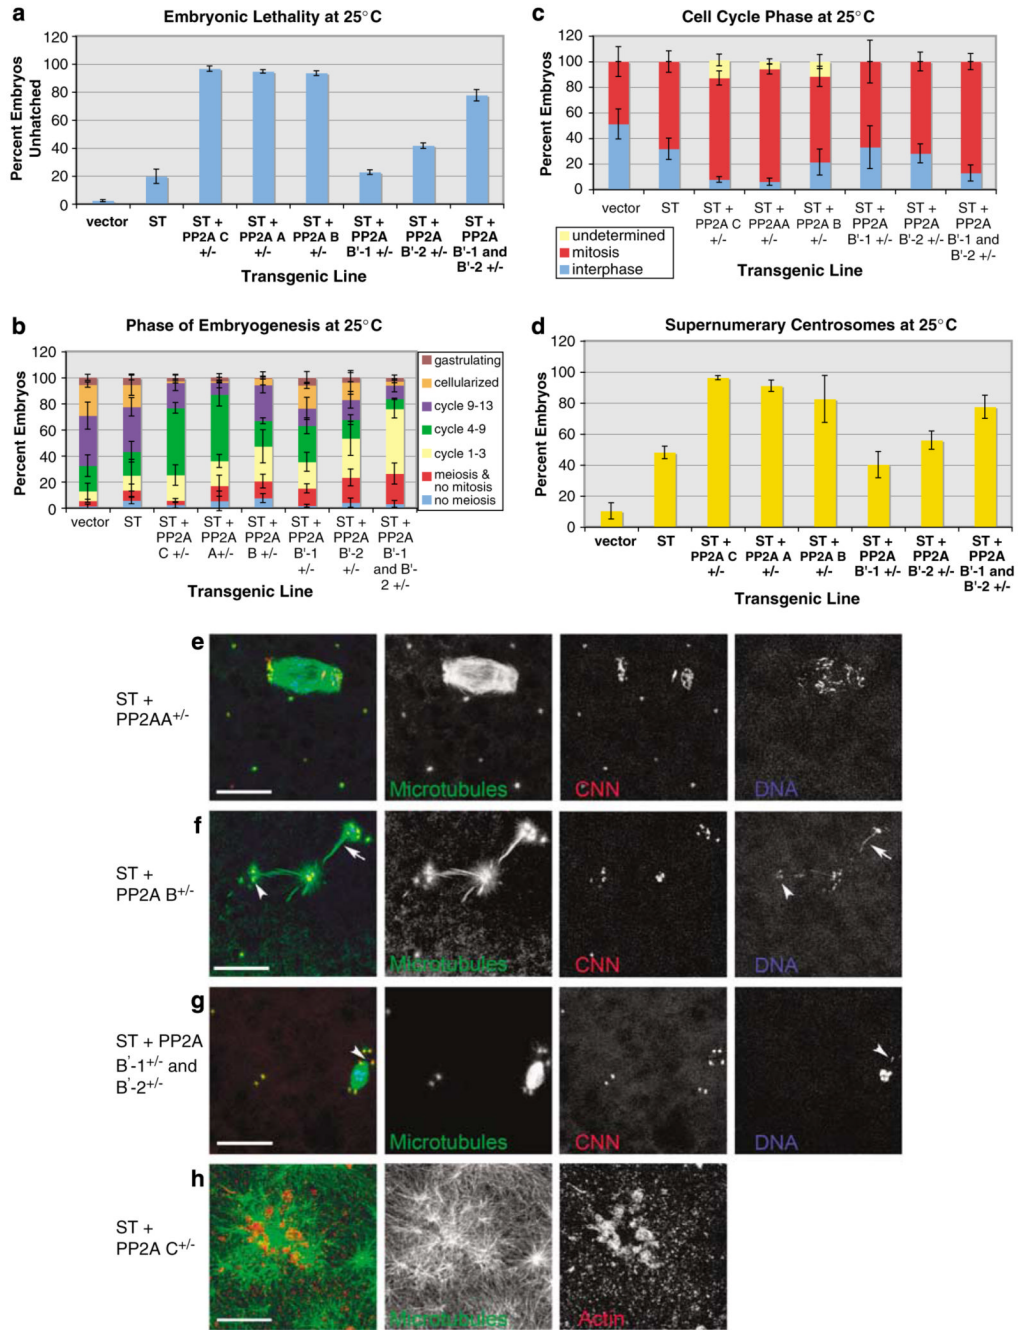 a
Embryonic Lethality at 25°C
Percent Embryos
Unhatched
120
100
80
60
40
20
0
vector
ST
ST +
PP2A C
+/-
ST +
PP2A A
+/-
ST +
PP2A B
+/-
ST +
PP2A
B'-1 +/-
ST +
PP2A
B'-2 +/-
ST +
PP2A
B'-1 and
B'-2 +/-
Transgenic Line
c
Cell Cycle Phase at 25°C
Percent Embryos
120
100
80
60
40
20
0
vector
ST
ST +
PP2A C
+/-
ST +
PP2AA
+/-
ST +
PP2A B
+/-
ST +
PP2A
B'-1 +/-
ST +
PP2A
B'-2 +/-
ST +
PP2A
B'-1 and
B'-2 +/-
undetermined
mitosis
interphase
Transgenic Line
b
Phase of Embryogenesis at 25°C
Percent Embryos
120
100
80
60
40
20
0
vector
ST
ST +
PP2A
C +/-
ST +
PP2A
A+/-
ST +
PP2A
B +/-
ST +
PP2A
B'-1
+/-
ST +
PP2A
B'-2
+/-
ST +
PP2A
B'-1
and B'-
2 +/-
gastrulating
cellularized
cycle 9-13
cycle 4-9
cycle 1-3
meiosis &
no mitosis
no meiosis
Transgenic Line
d
Supernumerary Centrosomes at 25°C
Percent Embryos
120
100
80
60
40
20
0
vector
ST
ST +
PP2A C
+/-
ST +
PP2A A
+/-
ST +
PP2A B
+/-
ST +
PP2A
B'-1 +/-
ST +
PP2A
B'-2 +/-
ST +
PP2A
B'-1 and
B'-2 +/-
Transgenic Line
e
ST +
PP2AA+/-
Microtubules
CNN
DNA
f
ST +
PP2A B+/-
Microtubules
CNN
DNA
g
ST + PP2A
B'-1+/- and
B'-2+/-
Microtubules
CNN
DNA
h
ST +
PP2A C+/-
Microtubules
Actin